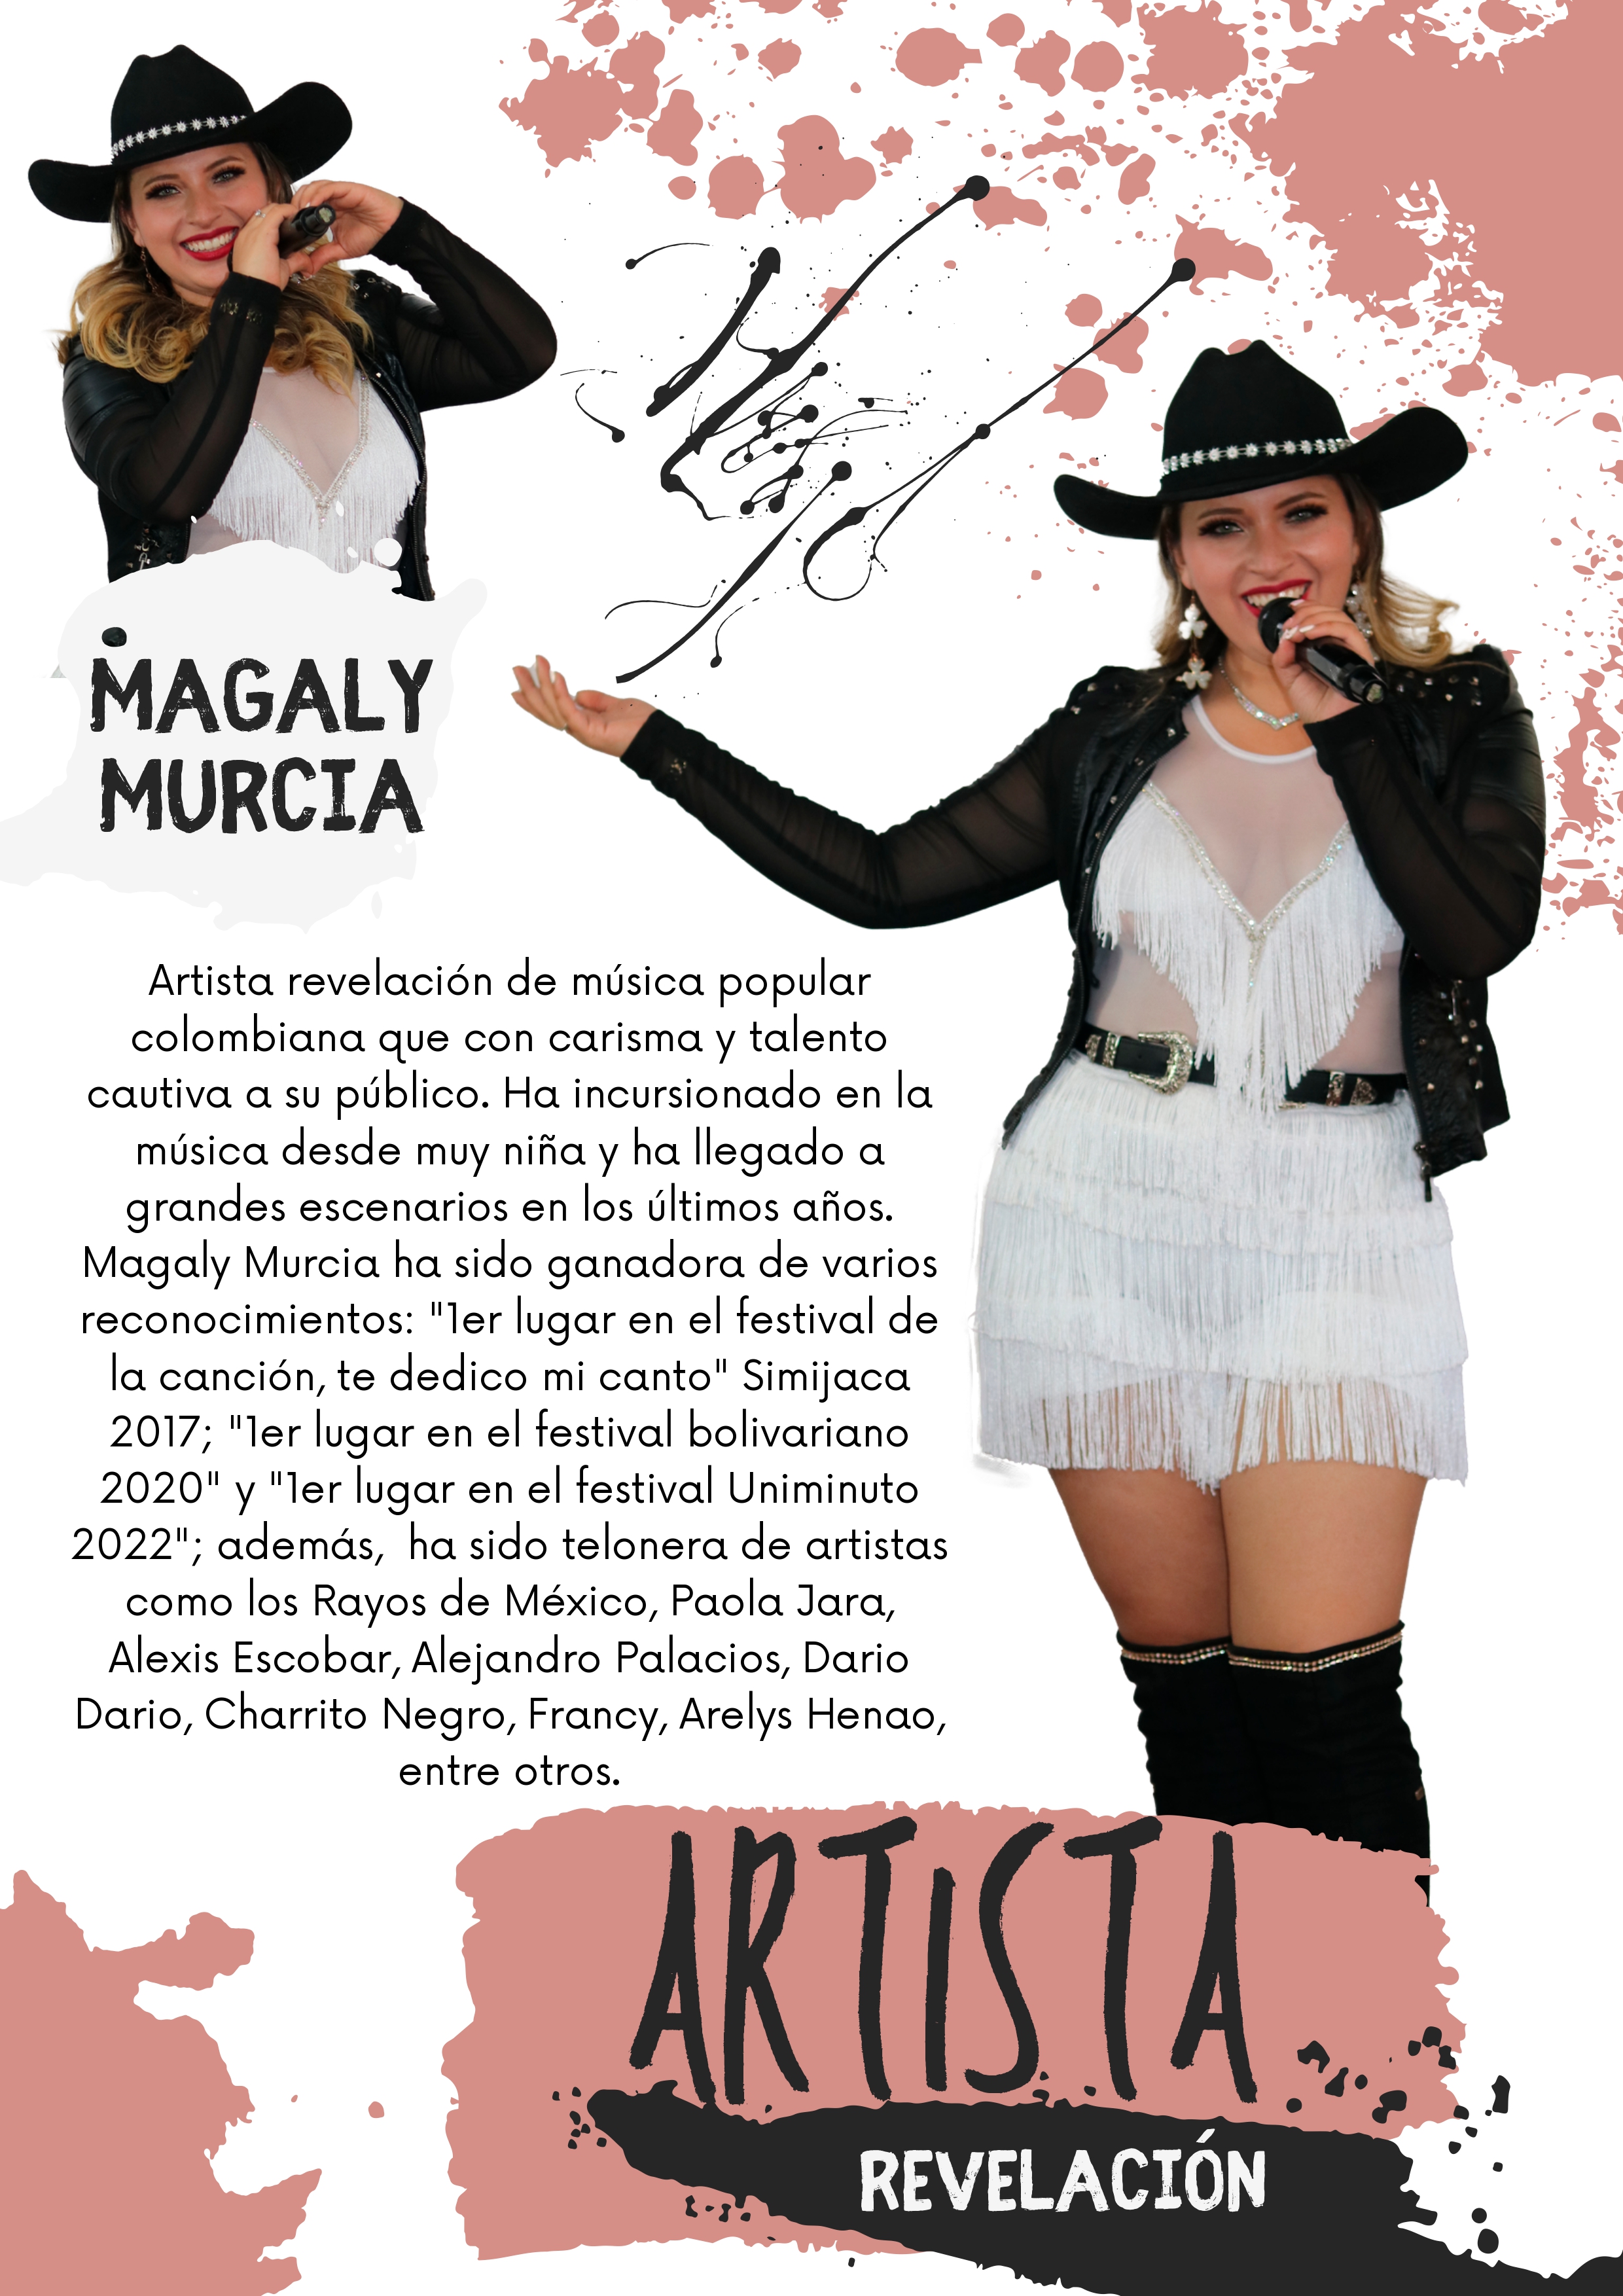 MAGALY
MURCIA
Artista revelación de música popular
colombiana que con carisma y talento
cautiva a su público. Ha incursionado en la
música desde muy niña y ha llegado a
grandes escenarios en los últimos años.
Magaly Murcia ha sido ganadora de varios
reconocimientos: "1er lugar en el festival de
la canción, te dedico mi canto" Simijaca
2017; "1er lugar en el festival bolivariano
2020" y "1er lugar en el festival Uniminuto
2022"; además,  ha sido telonera de artistas
como los Rayos de México, Paola Jara,
Alexis Escobar, Alejandro Palacios, Dario
Dario, Charrito Negro, Francy, Arelys Henao,
entre otros.
ARTISTA
REVELACIÓN